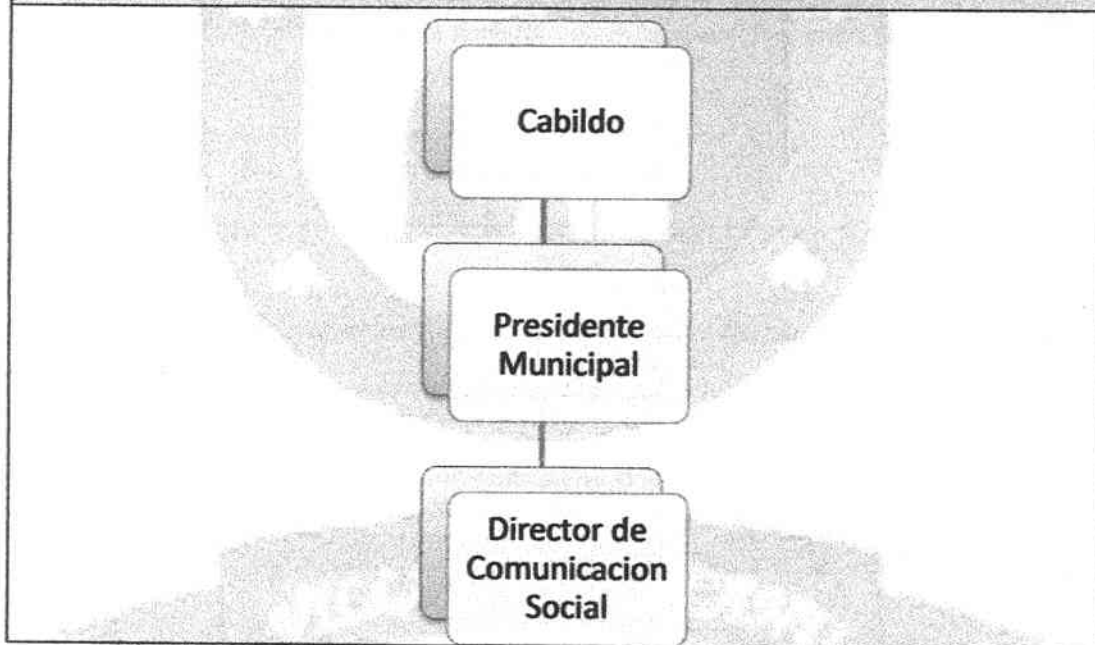 Cabildo
Presidente
Municipal
Director de
Comunicacion
Social